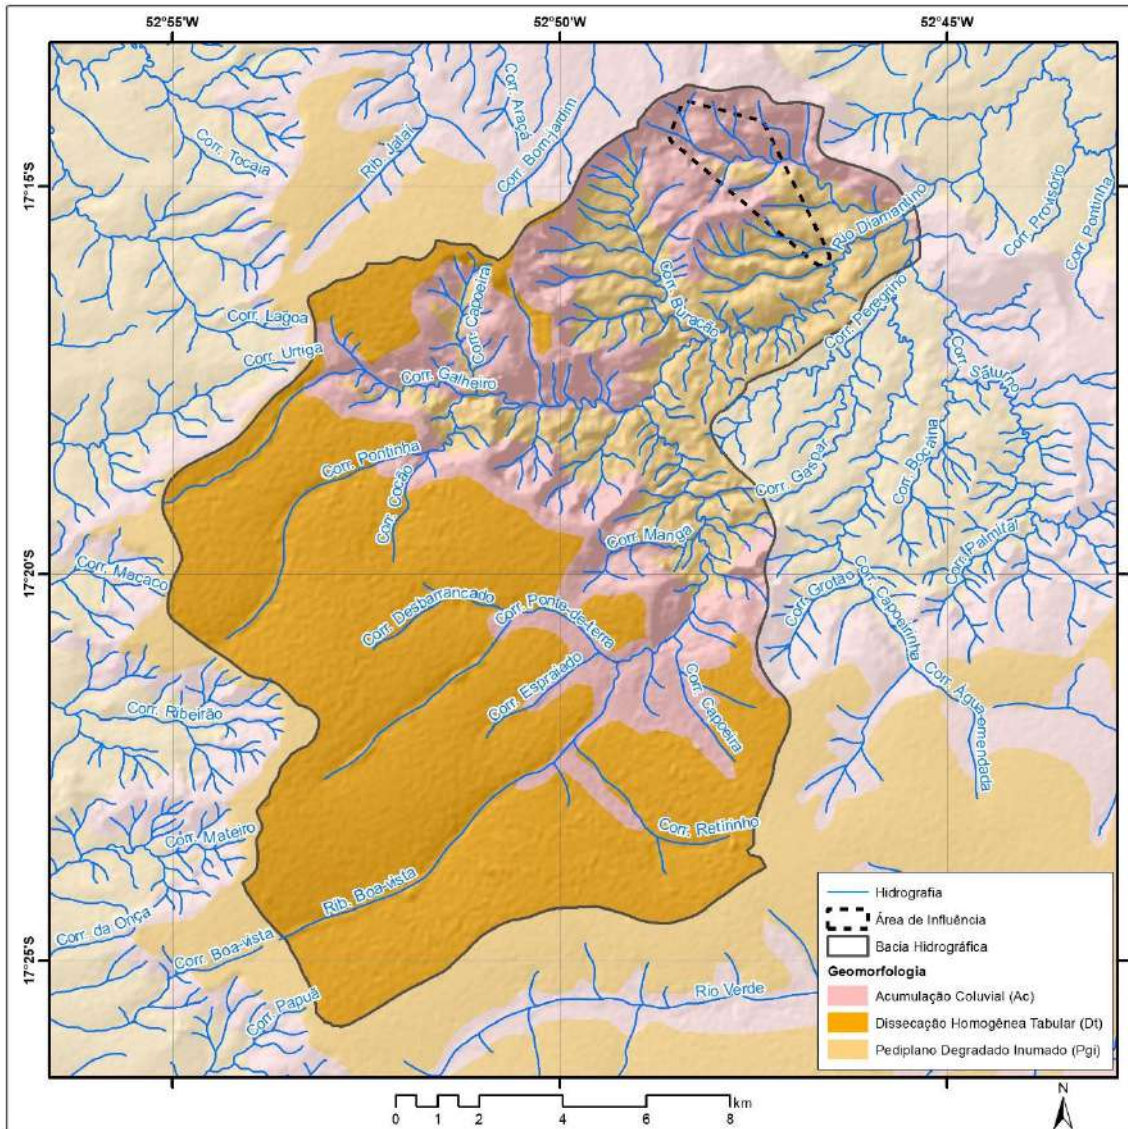 52°55'W
52°50'W
52°45'W
17°15'S
17°20'S
17°25'S
Corr. Tocaia
Rib. Jataí
Corr. Araçá
Corr. Bom-jardim
Rio Diamantino
Corr. Provisório
Corr. Pontinha
Corr. Buração
Corr. Peregrino
Corr. Capoeira
Corr. Lagoa
Corr. Urtiga
Corr. Galheiro
Corr. Saturno
Corr. Pontinha
Corr. Cocão
Corr. Gaspar
Corr. Bocaina
Corr. Manga
Corr. Palmital
Corr. Macaco
Corr. Desbarrancado
Corr. Ponte-de-terra
Corr. Grotão
Corr. Capoeirinha
Corr. Espraiado
Corr. Capoeira
Corr. Água emendada
Corr. Ribeirão
Corr. Mateiro
Corr. Retirinho
Rib. Boa-vista
Corr. da Onça
Corr. Boa-vista
Corr. Papuã
Rio Verde
Hidrografia
Área de Influência
Bacia Hidrográfica
Geomorfologia
Acumulação Coluvial (Ac)
Dissecação Homogênea Tabular (Dt)
Pediplano Degradado Inumado (Pgi)
0 1 2 4 6 8 km
N